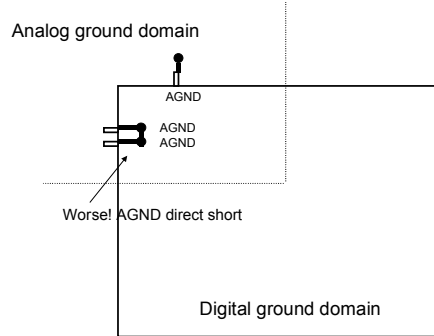 Analog ground domain
AGND
AGND
AGND
Worse! AGND direct short
Digital ground domain